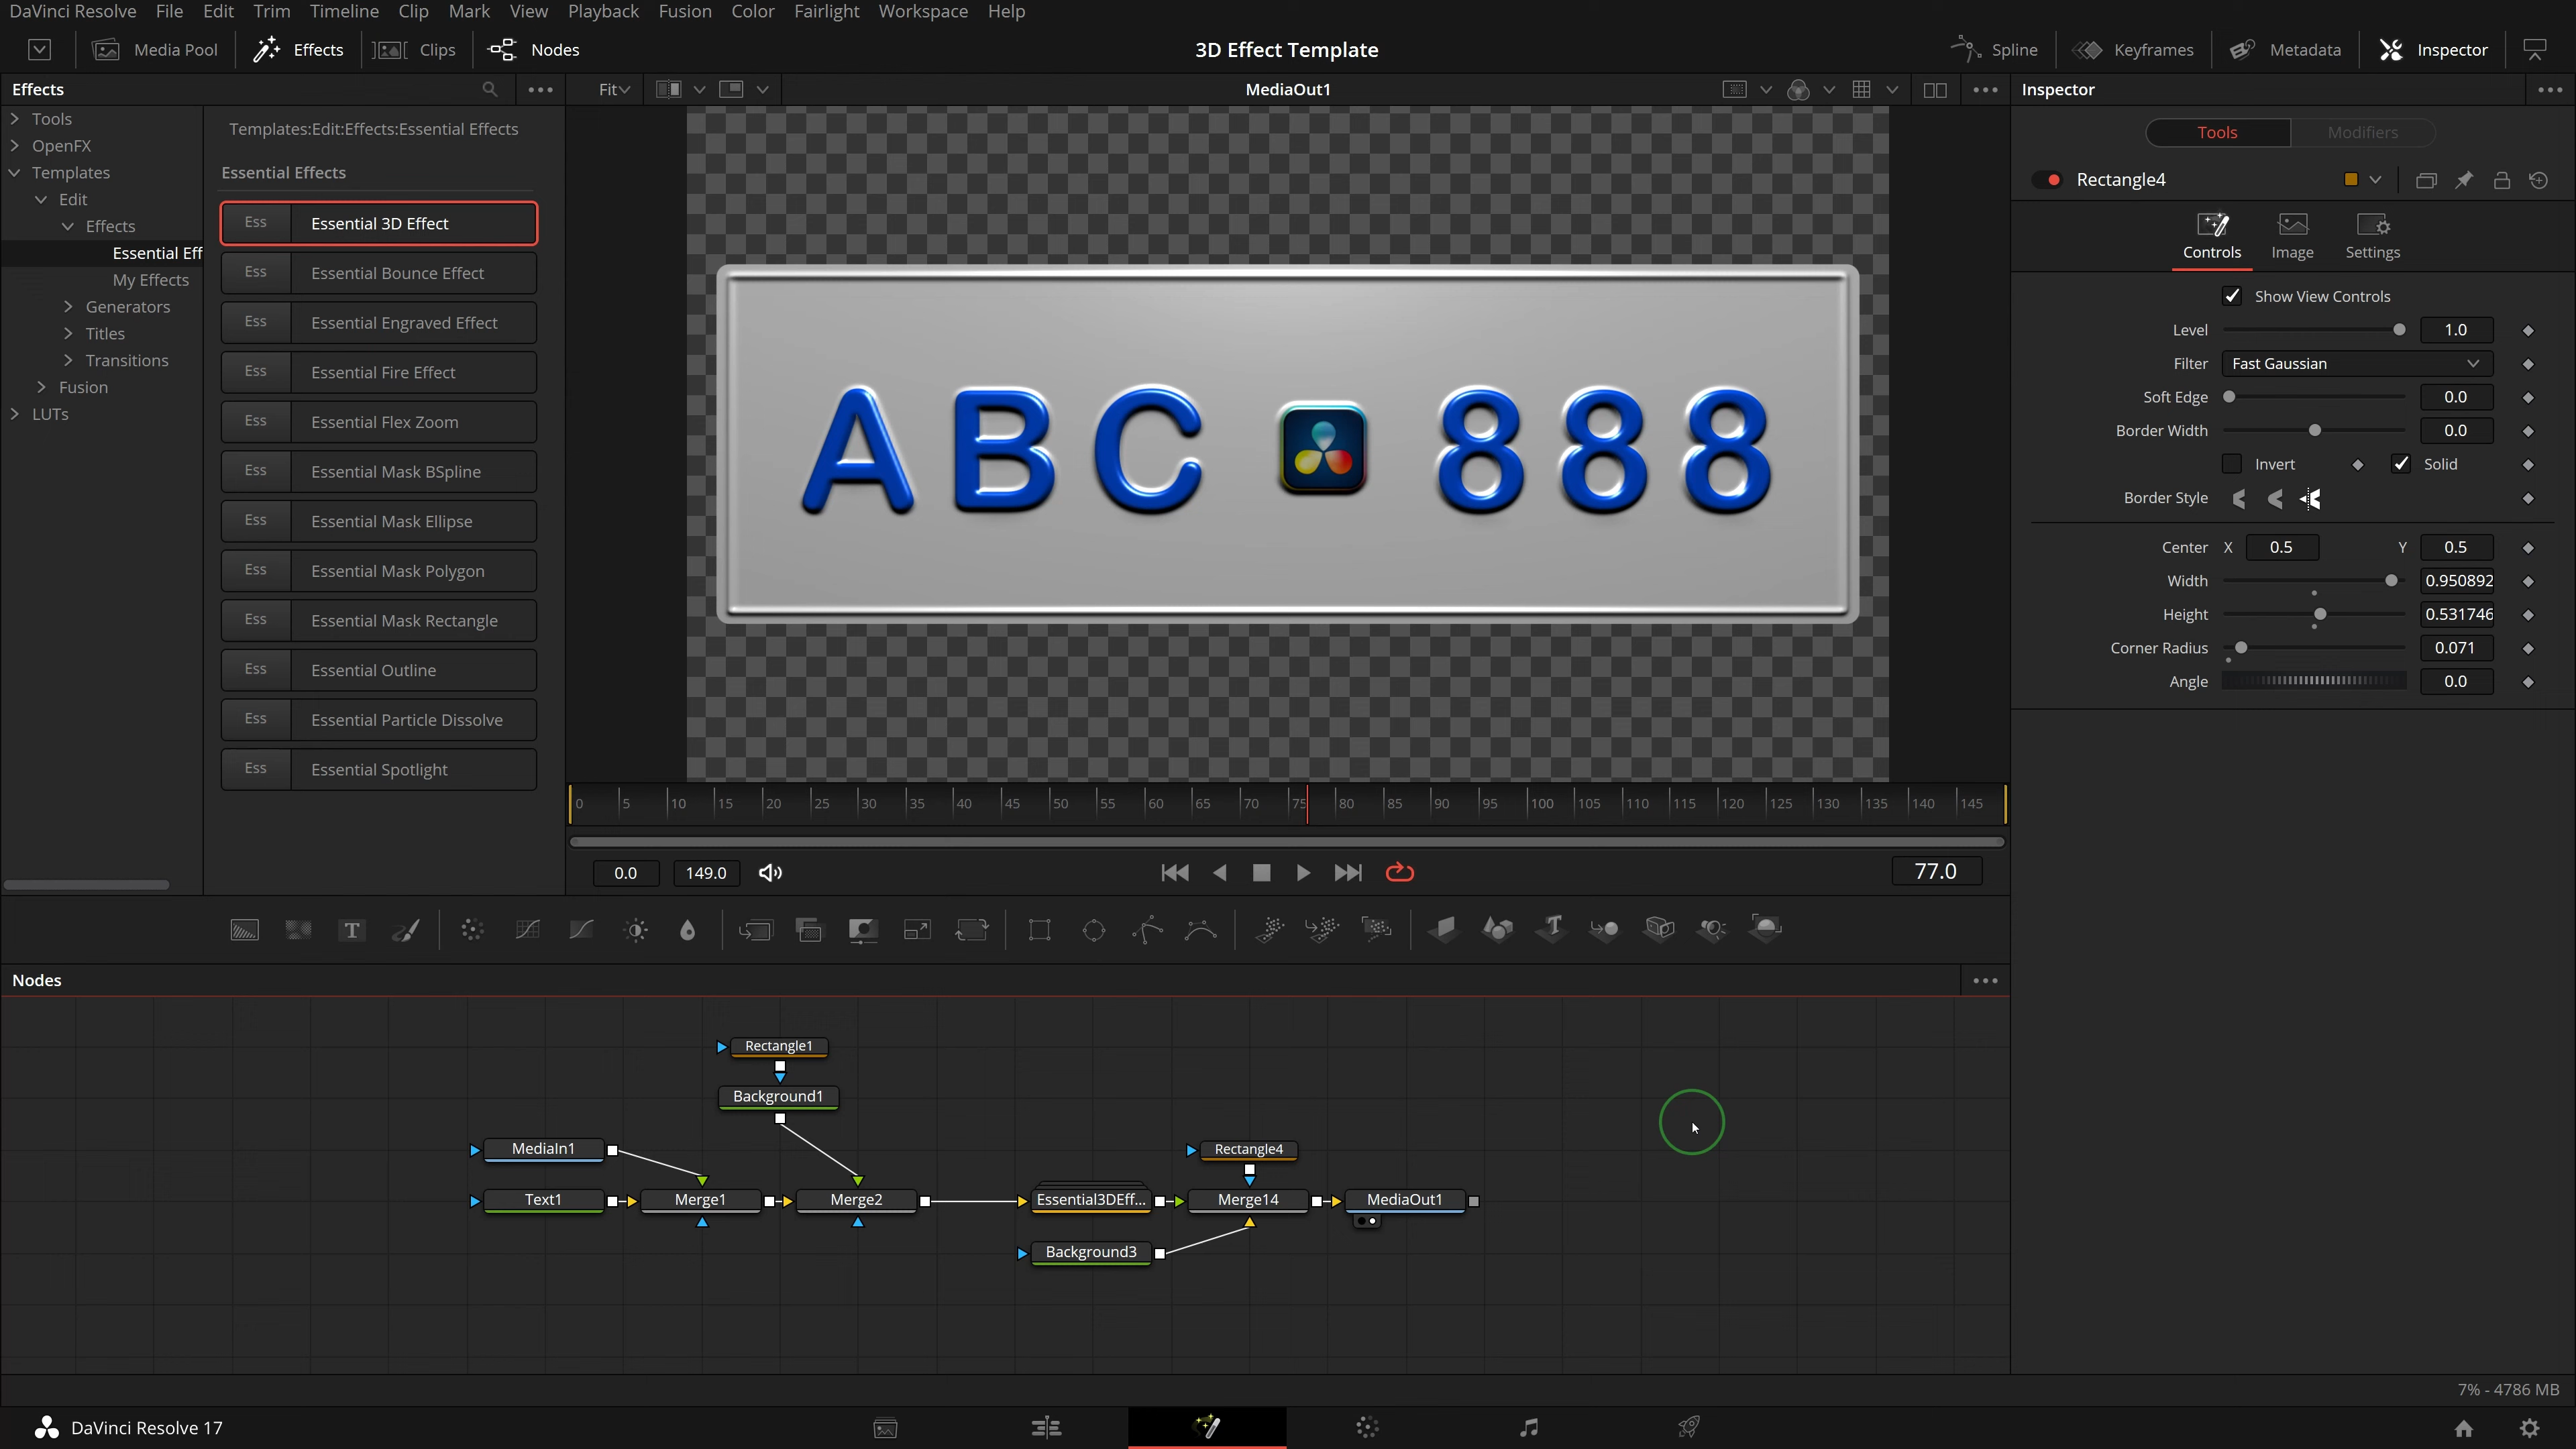 DaVinci Resolve File Edit Trim Timeline Clip Mark View Playback Fusion Color Fairlight Workspace Help
Media Pool Effects Clips Nodes 3D Effect Template Spline Keyframes Metadata Inspector
Effects Fit MediaOut1 Inspector
Tools
OpenFX
Templates
Edit
Effects
Essential Eff
My Effects
Generators
Titles
Transitions
Fusion
LUTs
Templates:Edit:Effects:Essential Effects
Essential Effects
Ess Essential 3D Effect
Ess Essential Bounce Effect
Ess Essential Engraved Effect
Ess Essential Fire Effect
Ess Essential Flex Zoom
Ess Essential Mask BSpline
Ess Essential Mask Ellipse
Ess Essential Mask Polygon
Ess Essential Mask Rectangle
Ess Essential Outline
Ess Essential Particle Dissolve
Ess Essential Spotlight
ABC 888
0 5 10 15 20 25 30 35 40 45 50 55 60 65 70 75 80 85 90 95 100 105 110 115 120 125 130 135 140 145
0.0 149.0 77.0
Tools Modifiers
Rectangle4
Controls Image Settings
Show View Controls
Level 1.0
Filter Fast Gaussian
Soft Edge 0.0
Border Width 0.0
Invert Solid
Border Style
Center X 0.5 Y 0.5
Width 0.950892
Height 0.531746
Corner Radius 0.071
Angle 0.0
T
Nodes
Rectangle1
Background1
MediaIn1 Rectangle4
Text1 Merge1 Merge2 Essential3DEff... Merge14 MediaOut1
Background3
7% - 4786 MB
DaVinci Resolve 17